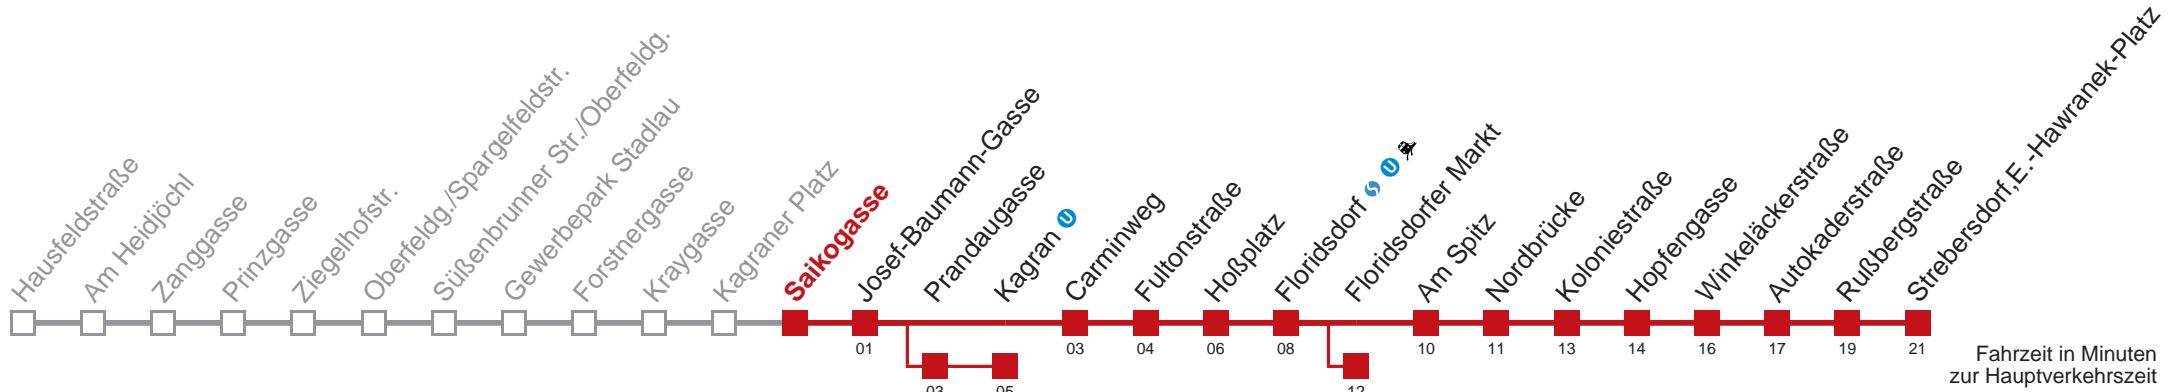 Hausfeldstraße
Am Heidjöchl
Zanggasse
Prinzgasse
Ziegelhofstr.
Oberfeldg./Spargelfeldstr.
Süßenbrunner Str./Oberfeldg.
Gewerbepark Stadlau
Forstnergasse
Kraygasse
Kagraner Platz
Saikogasse
Josef-Baumann-Gasse
Prandaugasse
Kagran U
Carminweg
Fultonstraße
Hoßplatz
Floridsdorf S U
Floridsdorfer Markt
Am Spitz
Nordbrücke
Koloniestraße
Hopfengasse
Winkeläckerstraße
Autokaderstraße
Rußbergstraße
Strebersdorf,E.-Hawranek-Platz
01 03 04 06 08 10 11 13 14 16 17 19 21
03 05 12
Fahrzeit in Minuten
zur Hauptverkehrszeit